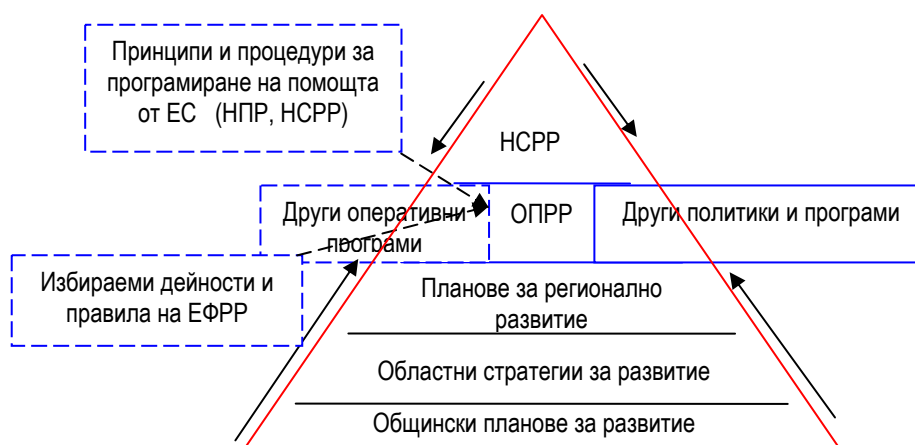 Принципи и процедури за
програмиране на помощта
от ЕС (НПР, НСРР)
НСРР
Други оперативни
програми
ОПРР
Други политики и програми
Избираеми дейности и
правила на ЕФРР
Планове за регионално
развитие
Областни стратегии за развитие
Общински планове за развитие